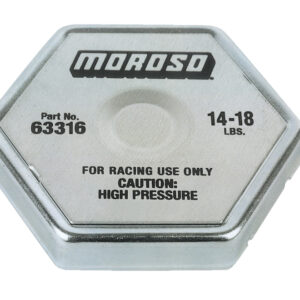 MOROSO
Part No.
63316
14-18
LBS.
FOR RACING USE ONLY
CAUTION:
HIGH PRESSURE